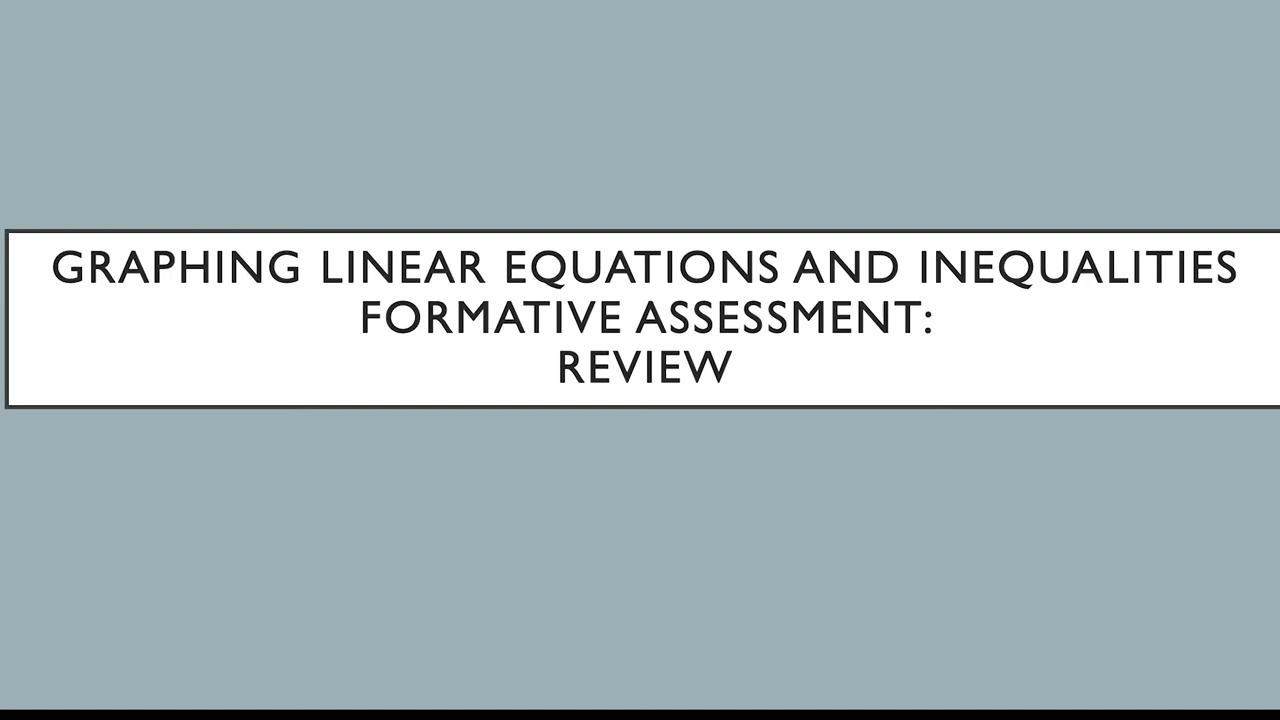 GRAPHING LINEAR EQUATIONS AND INEQUALITIES
FORMATIVE ASSESSMENT:
REVIEW